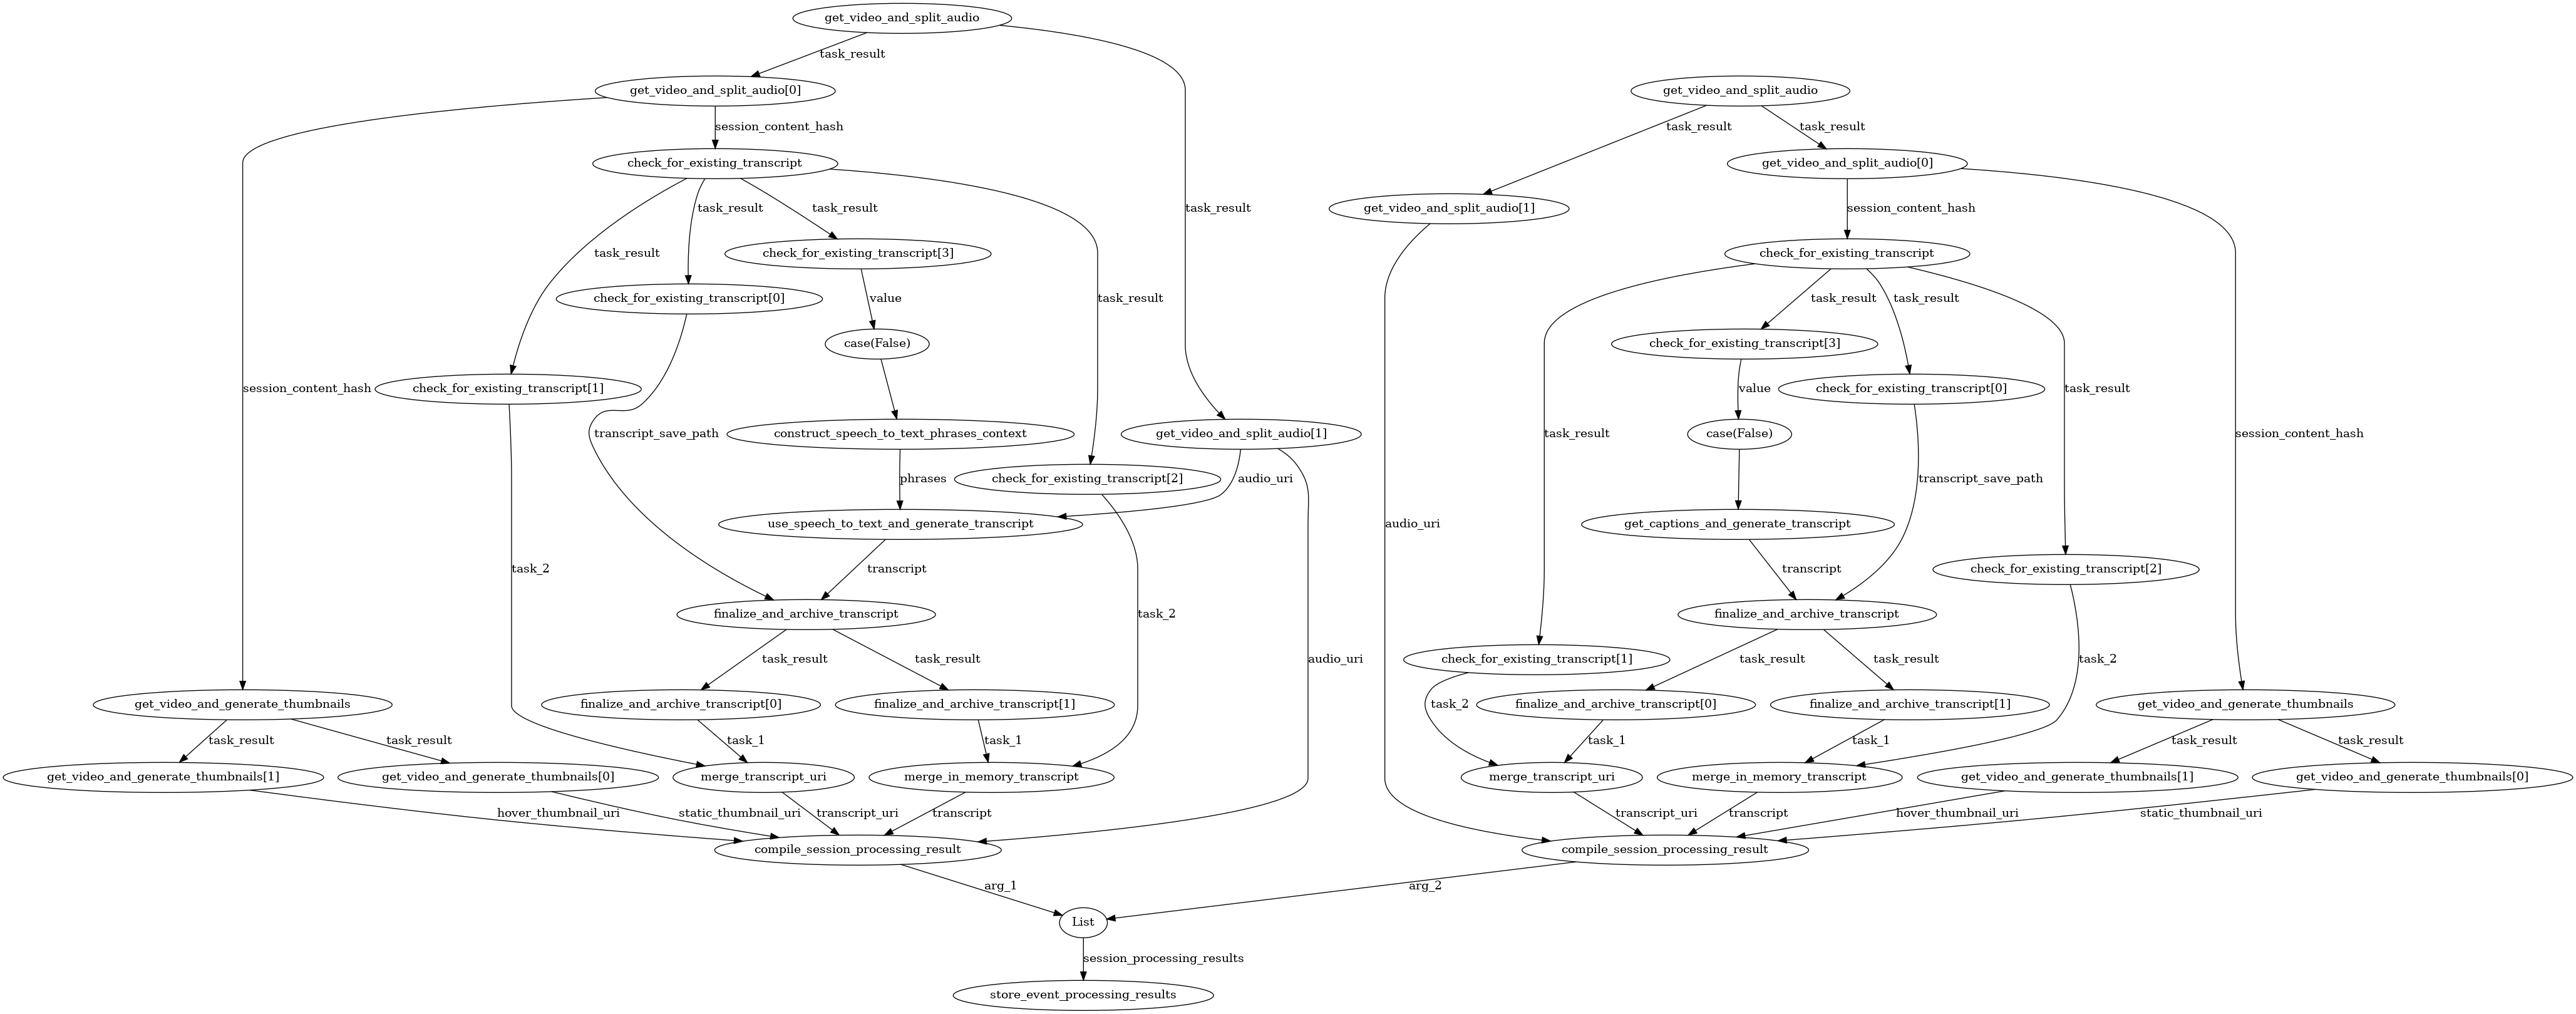 get_video_and_split_audio
task_result
get_video_and_split_audio[0]
get_video_and_split_audio
session_content_hash
task_result
task_result
check_for_existing_transcript
get_video_and_split_audio[0]
task_result
task_result
task_result
get_video_and_split_audio[1]
session_content_hash
check_for_existing_transcript[3]
task_result
check_for_existing_transcript
check_for_existing_transcript[0]
value
task_result
task_result
task_result
case(False)
check_for_existing_transcript[3]
session_content_hash
check_for_existing_transcript[1]
value
check_for_existing_transcript[0]
task_result
transcript_save_path
construct_speech_to_text_phrases_context
get_video_and_split_audio[1]
task_result
case(False)
session_content_hash
phrases
check_for_existing_transcript[2]
audio_uri
transcript_save_path
use_speech_to_text_and_generate_transcript
audio_uri
get_captions_and_generate_transcript
task_2
transcript
transcript
check_for_existing_transcript[2]
finalize_and_archive_transcript
task_2
finalize_and_archive_transcript
task_result
task_result
audio_uri
check_for_existing_transcript[1]
task_result
task_result
task_2
get_video_and_generate_thumbnails
finalize_and_archive_transcript[0]
finalize_and_archive_transcript[1]
task_2
finalize_and_archive_transcript[0]
finalize_and_archive_transcript[1]
get_video_and_generate_thumbnails
task_result
task_result
task_1
task_1
task_1
task_1
task_result
task_result
get_video_and_generate_thumbnails[1]
get_video_and_generate_thumbnails[0]
merge_transcript_uri
merge_in_memory_transcript
merge_transcript_uri
merge_in_memory_transcript
get_video_and_generate_thumbnails[1]
get_video_and_generate_thumbnails[0]
hover_thumbnail_uri
static_thumbnail_uri
transcript_uri
transcript
transcript_uri
transcript
hover_thumbnail_uri
static_thumbnail_uri
compile_session_processing_result
compile_session_processing_result
arg_1
arg_2
List
session_processing_results
store_event_processing_results